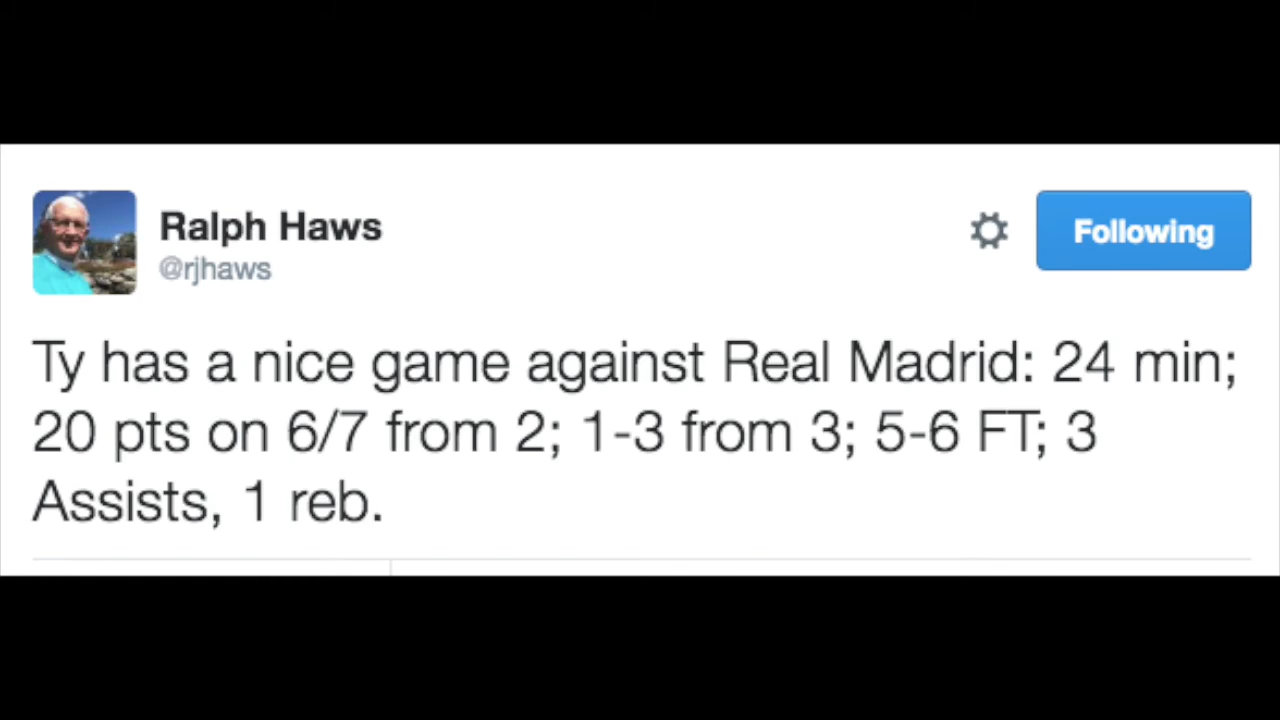 Ralph Haws
@rjhaws
Following
Ty has a nice game against Real Madrid: 24 min;
20 pts on 6/7 from 2; 1-3 from 3; 5-6 FT; 3
Assists, 1 reb.